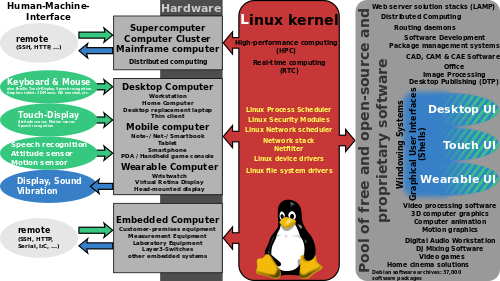 Human-Machine-
Interface
remote
(SSH, HTTP, ...)
Keyboard & Mouse
Touch-Display
Speech recognition
Attitude sensor
Motion sensor
Display, Sound
Vibration
remote
(SSH, HTTP,
Serial, I²C, ...)
Hardware
Supercomputer
Computer Cluster
Mainframe computer
Distributed computing
Desktop Computer
Workstation
Home Computer
Desktop replacement laptop
Thin client
Mobile computer
Note-/ Net-/ Smartbook
Tablet
Smartphone
PDA / Handheld game console
Wearable Computer
Wristwatch
Virtual Retina Display
Head-mounted display
Embedded Computer
Customer-premises equipment
Measurement Equipment
Laboratory Equipment
Layer3-Switches
other embedded systems
Linux kernel
High-performance computing
(HPC)
Real-time computing
(RTC)
Linux Process Scheduler
Linux Security Modules
Linux Network scheduler
Network stack
Netfilter
Linux device drivers
Linux file system drivers
Pool of free and open-source and
proprietary software
Web server solution stacks (LAMP)
Distributed Computing
Routing daemons
Software Development
Package management systems
CAD, CAM & CAE Software
Office
Image Processing
Desktop Publishing (DTP)
Windowing Systems
Graphical User Interfaces
(Shells)
Desktop UI
Touch UI
Wearable UI
Video processing software
3D computer graphics
Computer animation
Motion graphics
Digital Audio Workstation
DJ Mixing Software
Video games
Home cinema solutions
Debian software archives: 37,000
software packages